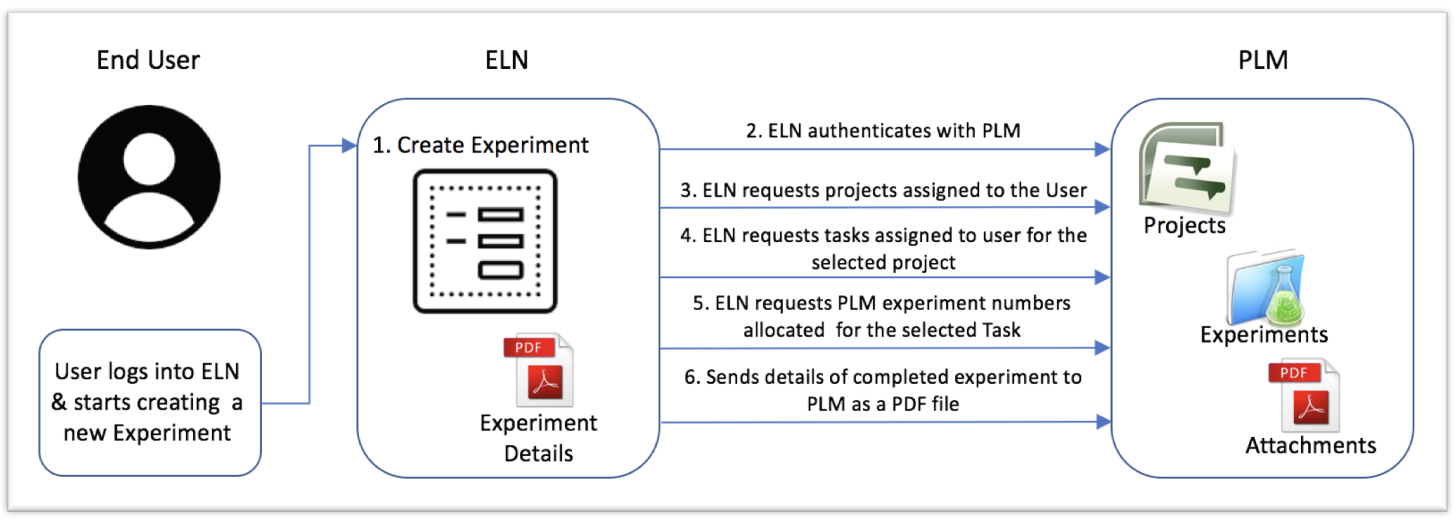 End User
ELN
PLM
1. Create Experiment
2. ELN authenticates with PLM
3. ELN requests projects assigned to the User
4. ELN requests tasks assigned to user for the
selected project
5. ELN requests PLM experiment numbers
allocated  for the selected Task
6. Sends details of completed experiment to
PLM as a PDF file
User logs into ELN
& starts creating  a
new Experiment
PDF
Experiment
Details
Projects
Experiments
PDF
Attachments